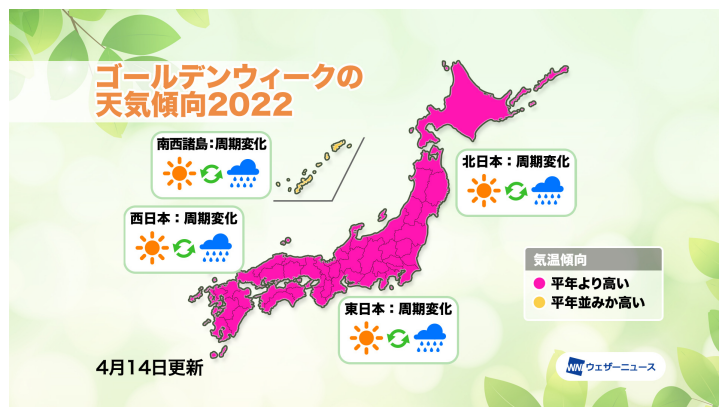 ゴールデンウィークの
天気傾向2022
南西諸島：周期変化
北日本：周期変化
西日本：周期変化
気温傾向
平年より高い
平年並みか高い
東日本：周期変化
4月14日更新
WNI ウェザーニュース